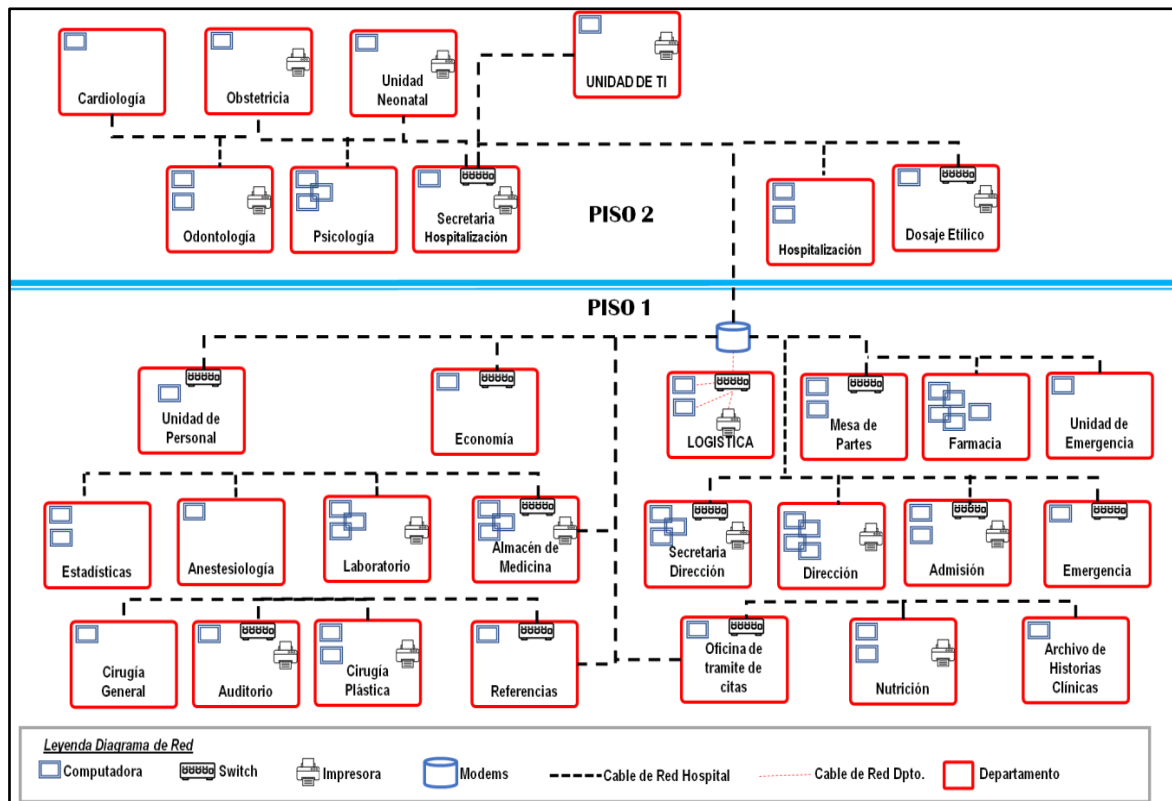 Cardiología
Obstetricia
Unidad
Neonatal
UNIDAD DE TI
Odontología
Psicología
Secretaria
Hospitalización
PISO 2
Hospitalización
Dosaje Etílico
PISO 1
Unidad de
Personal
Economía
LOGISTICA
Mesa de
Partes
Farmacia
Unidad de
Emergencia
Estadísticas
Anestesiología
Laboratorio
Almacén de
Medicina
Secretaria
Dirección
Dirección
Admisión
Emergencia
Cirugía
General
Auditorio
Cirugía
Plástica
Referencias
Oficina de
tramite de
citas
Nutrición
Archivo de
Historias
Clínicas
Leyenda Diagrama de Red
Computadora
Switch
Impresora
Modems
Cable de Red Hospital
Cable de Red Dpto.
Departamento